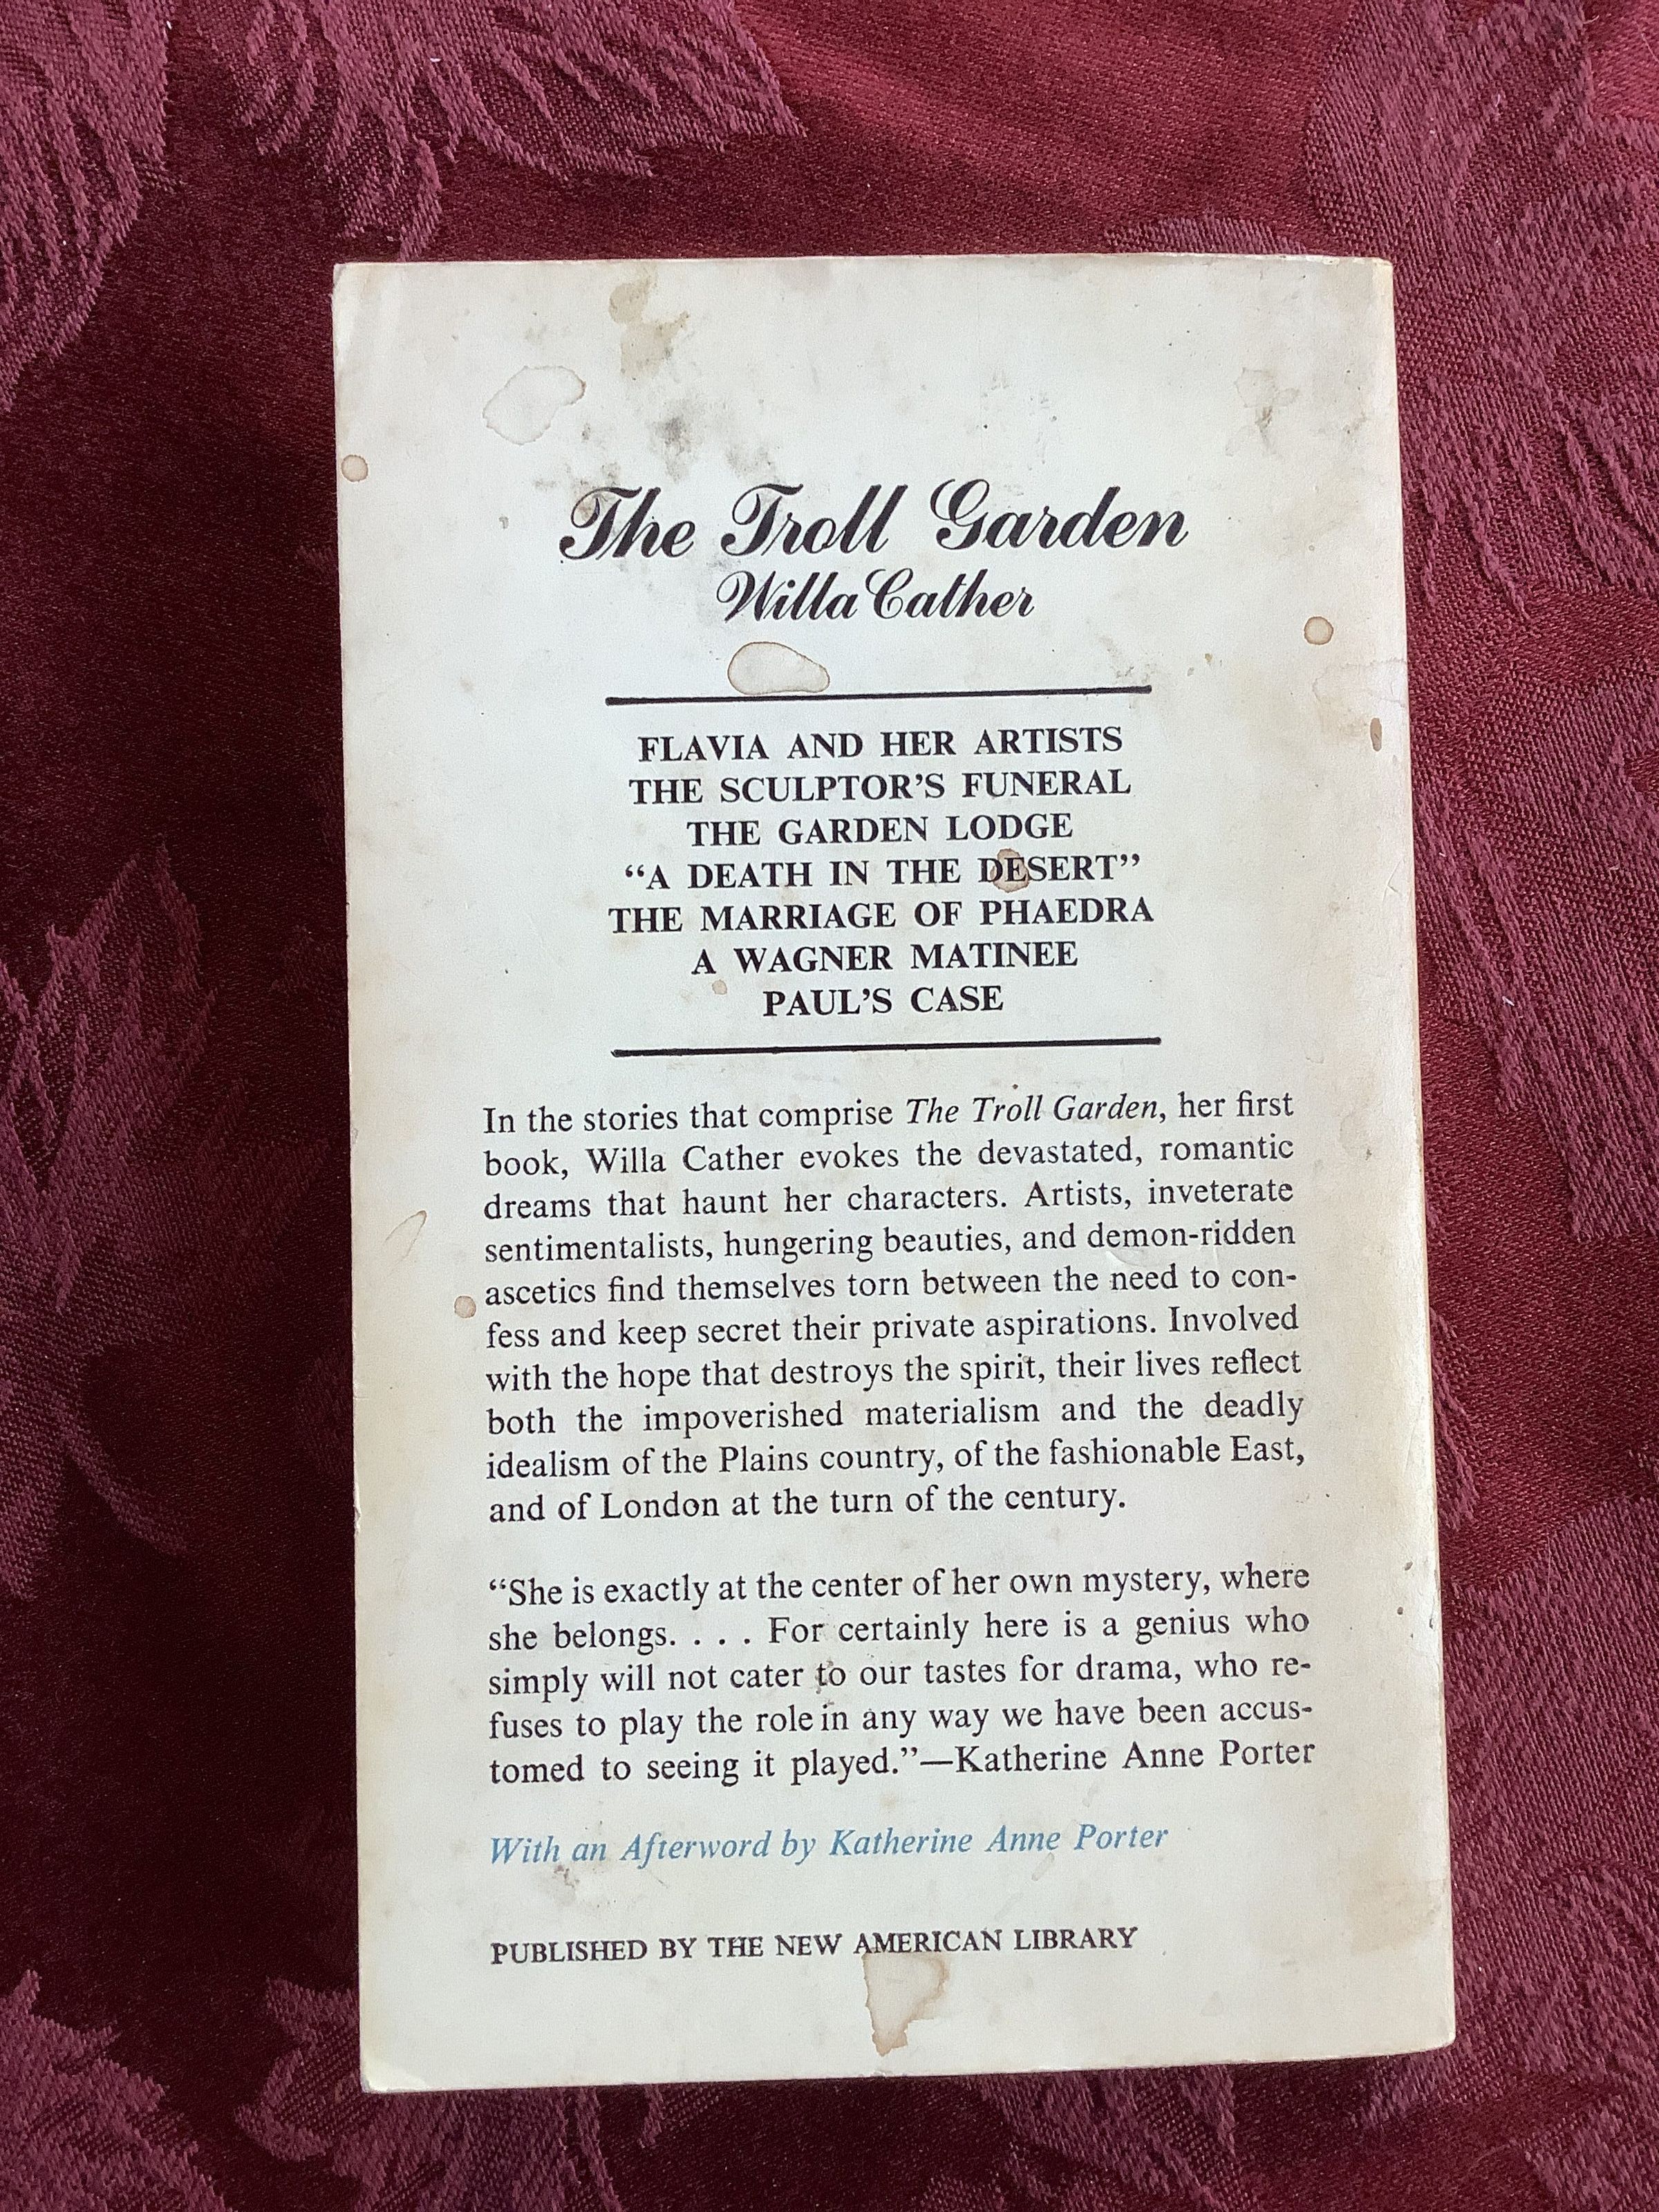 The Troll Garden
Willa Cather
FLAVIA AND HER ARTISTS
THE SCULPTOR'S FUNERAL
THE GARDEN LODGE
“A DEATH IN THE DESERT”
THE MARRIAGE OF PHAEDRA
A WAGNER MATINEE
PAUL'S CASE
In the stories that comprise The Troll Garden, her first
book, Willa Cather evokes the devastated, romantic
dreams that haunt her characters. Artists, inveterate
sentimentalists, hungering beauties, and demon-ridden
ascetics find themselves torn between the need to con-
fess and keep secret their private aspirations. Involved
with the hope that destroys the spirit, their lives reflect
both the impoverished materialism and the deadly
idealism of the Plains country, of the fashionable East,
and of London at the turn of the century.
“She is exactly at the center of her own mystery, where
she belongs. . . . For certainly here is a genius who
simply will not cater to our tastes for drama, who re-
fuses to play the role in any way we have been accus-
tomed to seeing it played.”—Katherine Anne Porter
With an Afterword by Katherine Anne Porter
PUBLISHED BY THE NEW AMERICAN LIBRARY